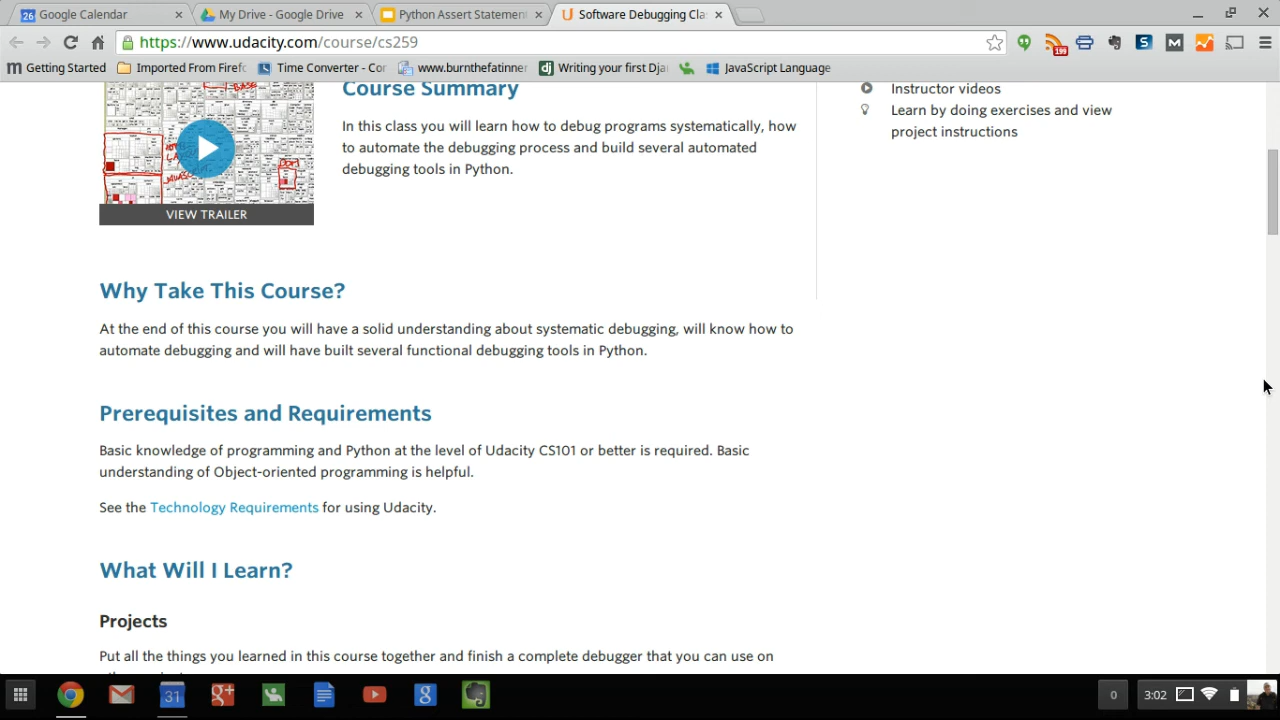 26 Google Calendar
My Drive - Google Drive
Python Assert Statement
Software Debugging Cla
https://www.udacity.com/course/cs259
199
Getting Started
Imported From Firef
Time Converter - Cor
www.burnthefatinner
Writing your first Dja
JavaScript Language
Course Summary
In this class you will learn how to debug programs systematically, how
to automate the debugging process and build several automated
debugging tools in Python.
VIEW TRAILER
Instructor videos
Learn by doing exercises and view
project instructions
Why Take This Course?
At the end of this course you will have a solid understanding about systematic debugging, will know how to
automate debugging and will have built several functional debugging tools in Python.
Prerequisites and Requirements
Basic knowledge of programming and Python at the level of Udacity CS101 or better is required. Basic
understanding of Object-oriented programming is helpful.
See the Technology Requirements for using Udacity.
What Will I Learn?
Projects
Put all the things you learned in this course together and finish a complete debugger that you can use on
31
0
3:02